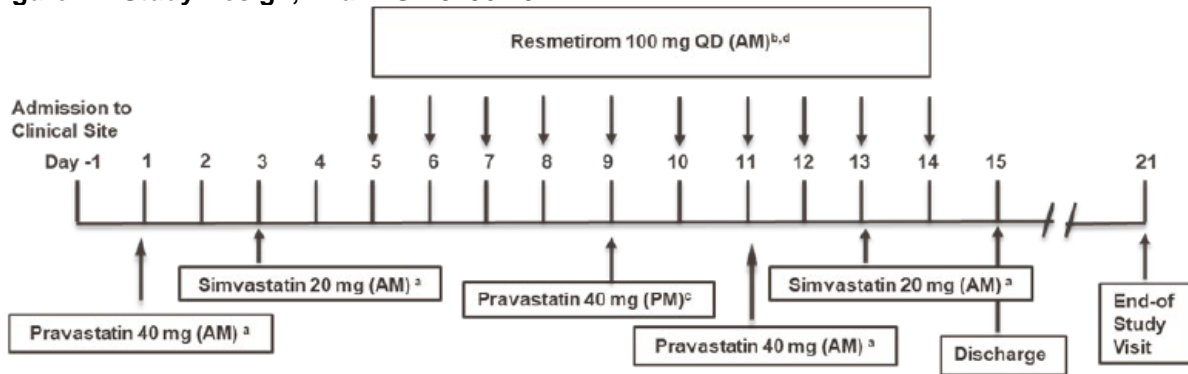 Resmetirom 100 mg QD (AM)b,d
Admission to
Clinical Site
Day -1 1 2 3 4 5 6 7 8 9 10 11 12 13 14 15 21
Simvastatin 20 mg (AM) a
Pravastatin 40 mg (PM)c
Simvastatin 20 mg (AM) a
Pravastatin 40 mg (AM) a
Pravastatin 40 mg (AM) a
Discharge
End-of
Study
Visit